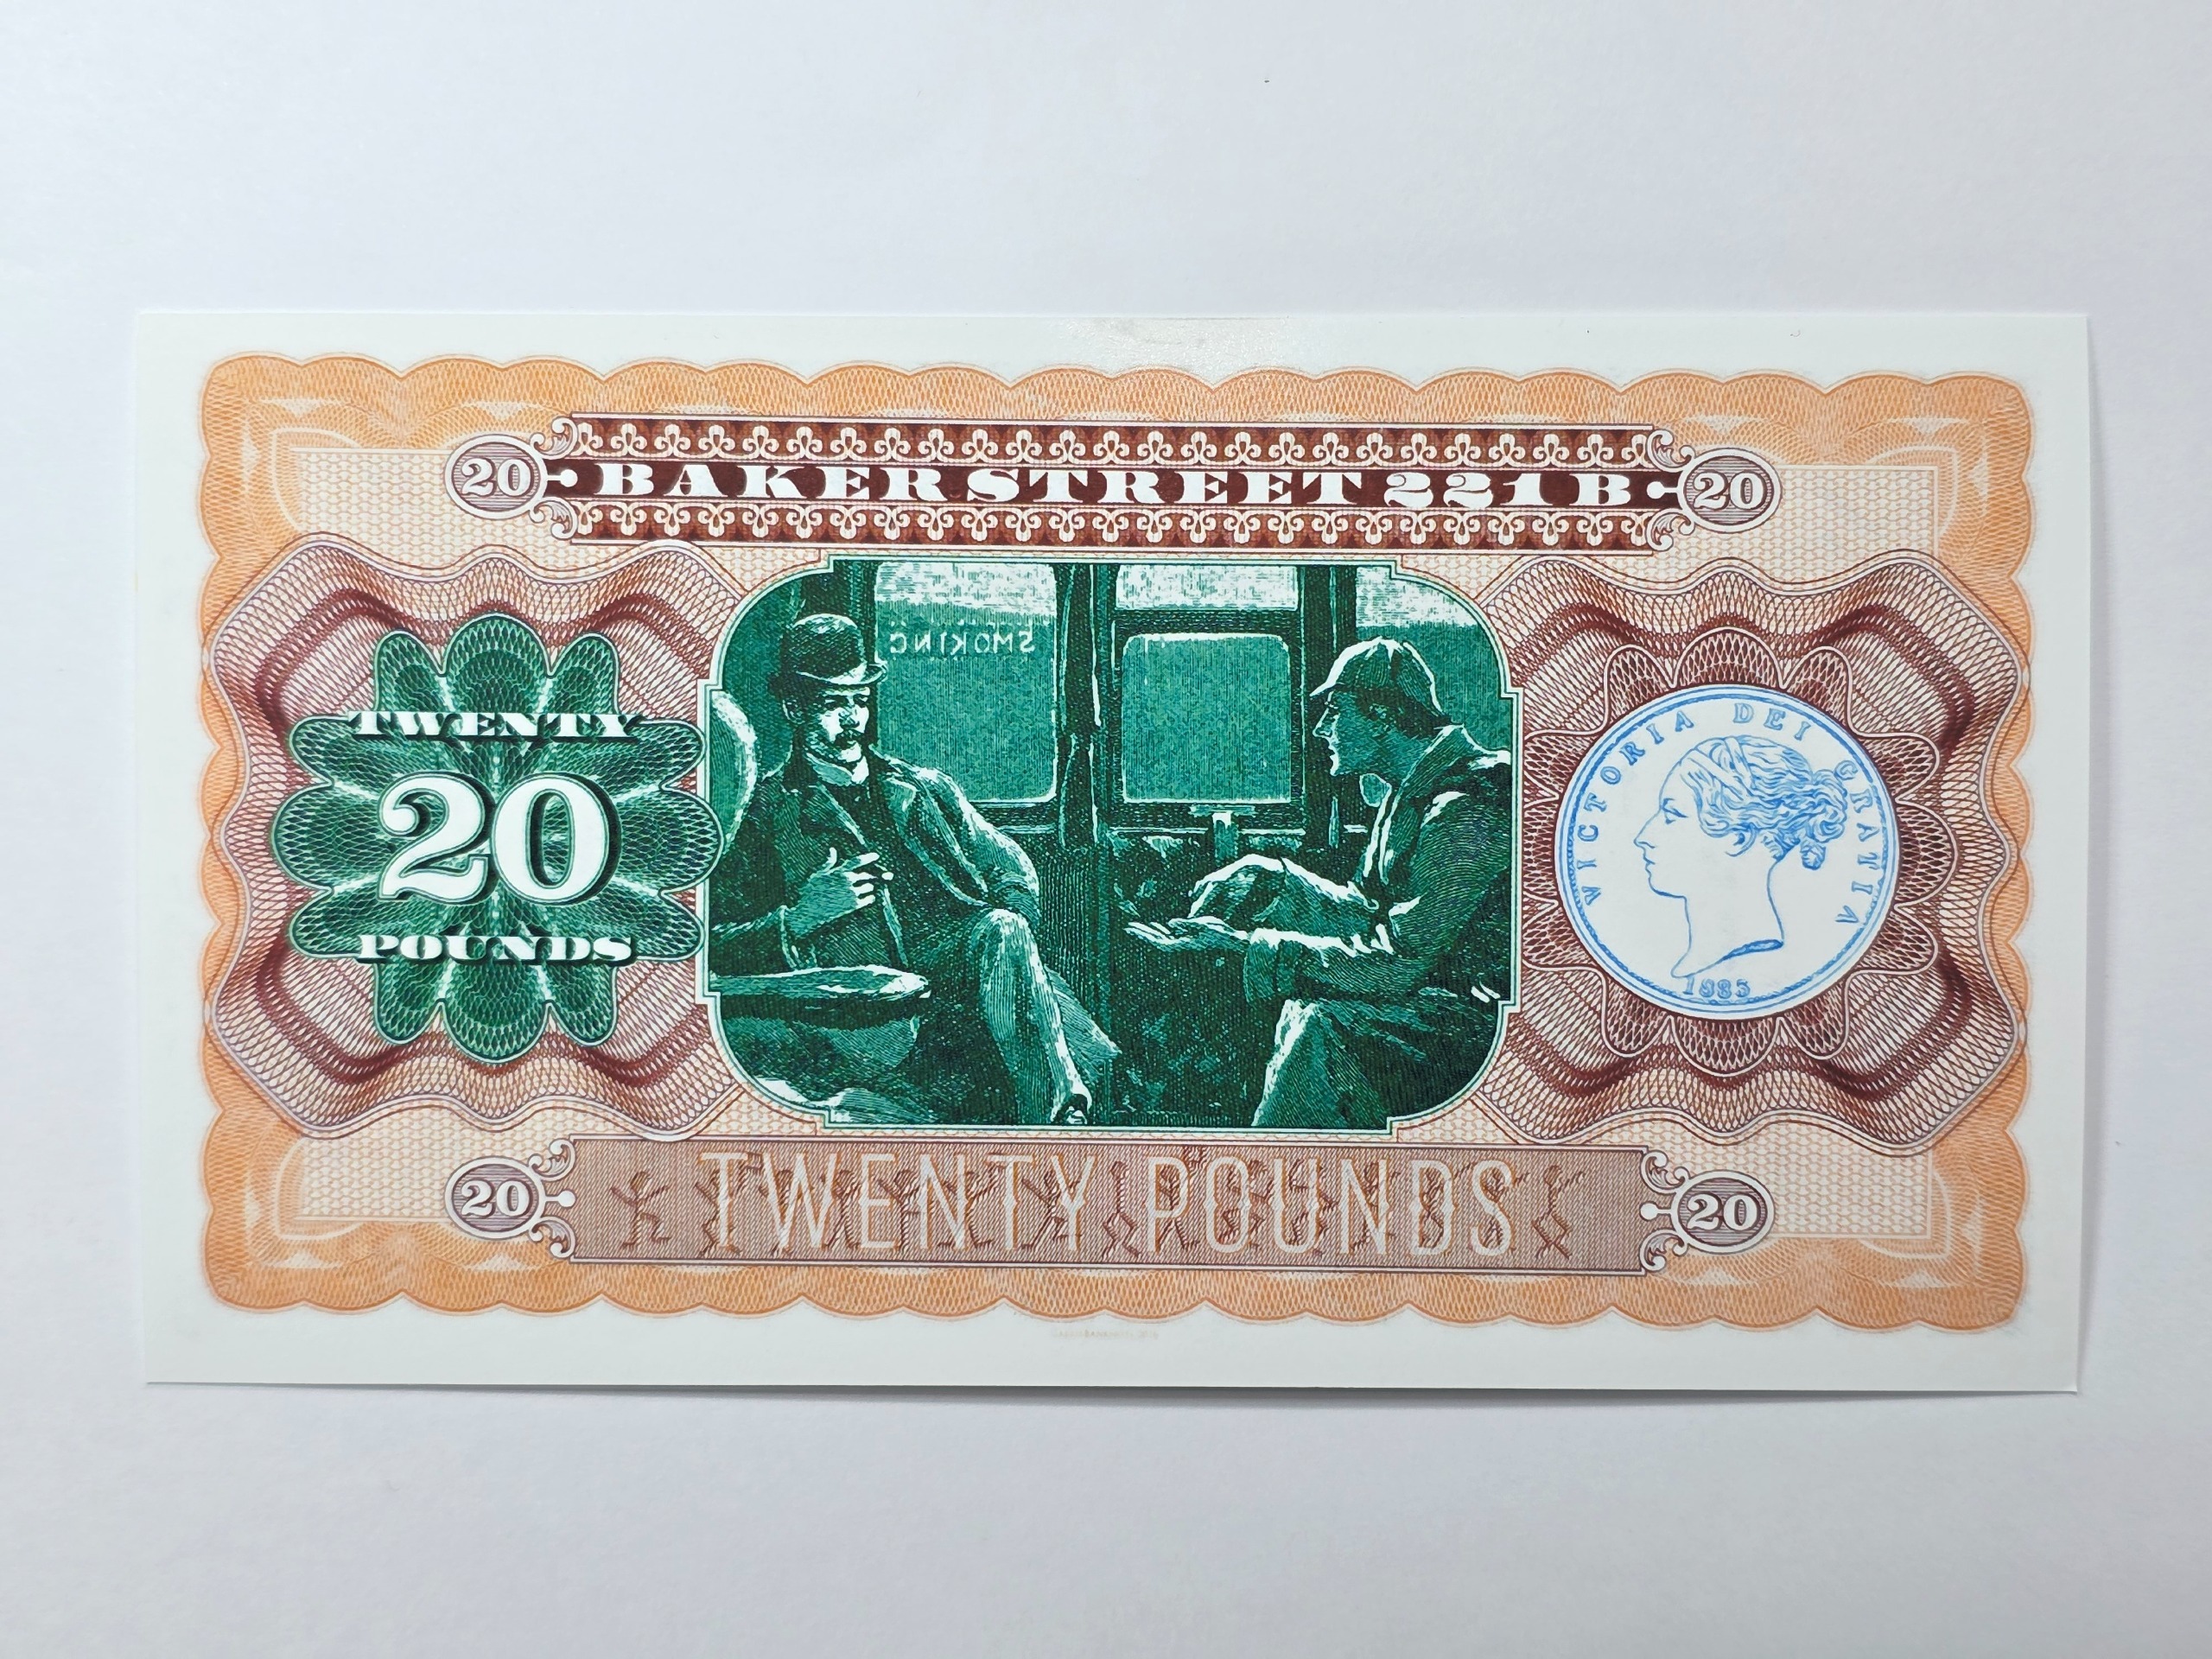 20 BAKER STREET 221 B 20
SMOKING
TWENTY
20
POUNDS
VICTORIA DEI GRATIA
1885
20 TWENTY POUNDS 20